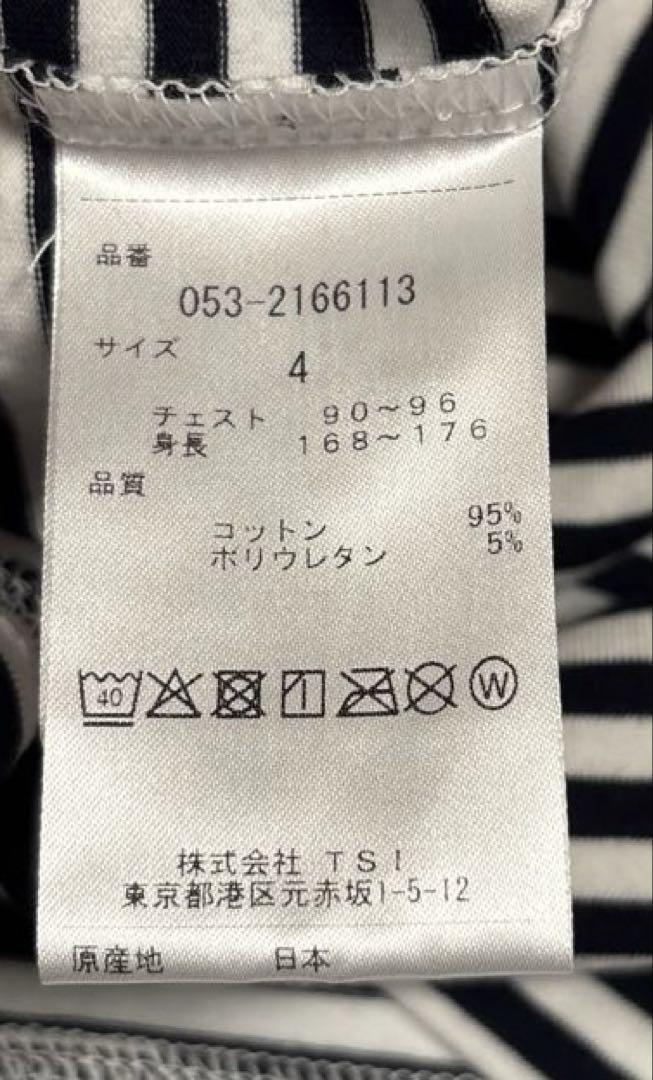 品番
053-2166113
サイズ
4
チェスト 90～96
身長 168～176
品質
コットン 95%
ポリウレタン 5%
40
W
株式会社 TSI
東京都港区元赤坂1-5-12
原産地 日本